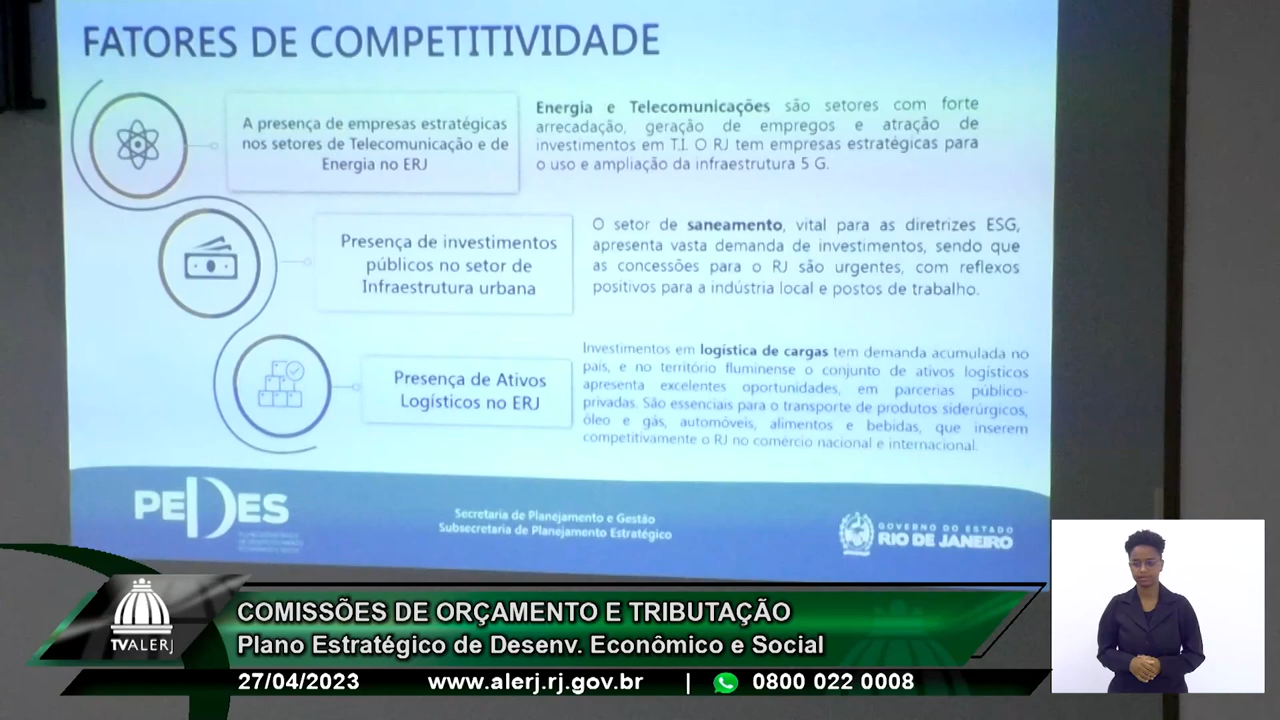 FATORES DE COMPETITIVIDADE
A presença de empresas estratégicas
nos setores de Telecomunicação e de
Energia no ERJ
Energia e Telecomunicações são setores com forte
arrecadação, geração de empregos e atração de
investimentos em T.I. O RJ tem empresas estratégicas para
o uso e ampliação da infraestrutura 5 G.
Presença de investimentos
públicos no setor de
Infraestrutura urbana
O setor de saneamento, vital para as diretrizes ESG,
apresenta vasta demanda de investimentos, sendo que
as concessões para o RJ são urgentes, com reflexos
positivos para a indústria local e postos de trabalho.
Presença de Ativos
Logísticos no ERJ
Investimentos em logística de cargas tem demanda acumulada no
país, e no território fluminense o conjunto de ativos logísticos
apresenta excelentes oportunidades, em parcerias público-
privadas. São essenciais para o transporte de produtos siderúrgicos,
óleo e gás, automóveis, alimentos e bebidas, que inserem
competitivamente o RJ no comércio nacional e internacional.
PEDES
Secretaria de Planejamento e Gestão
Subsecretaria de Planejamento Estratégico
GOVERNO DO ESTADO
RIO DE JANEIRO
TVALERJ
COMISSÕES DE ORÇAMENTO E TRIBUTAÇÃO
Plano Estratégico de Desenv. Econômico e Social
27/04/2023 www.alerj.rj.gov.br | 0800 022 0008